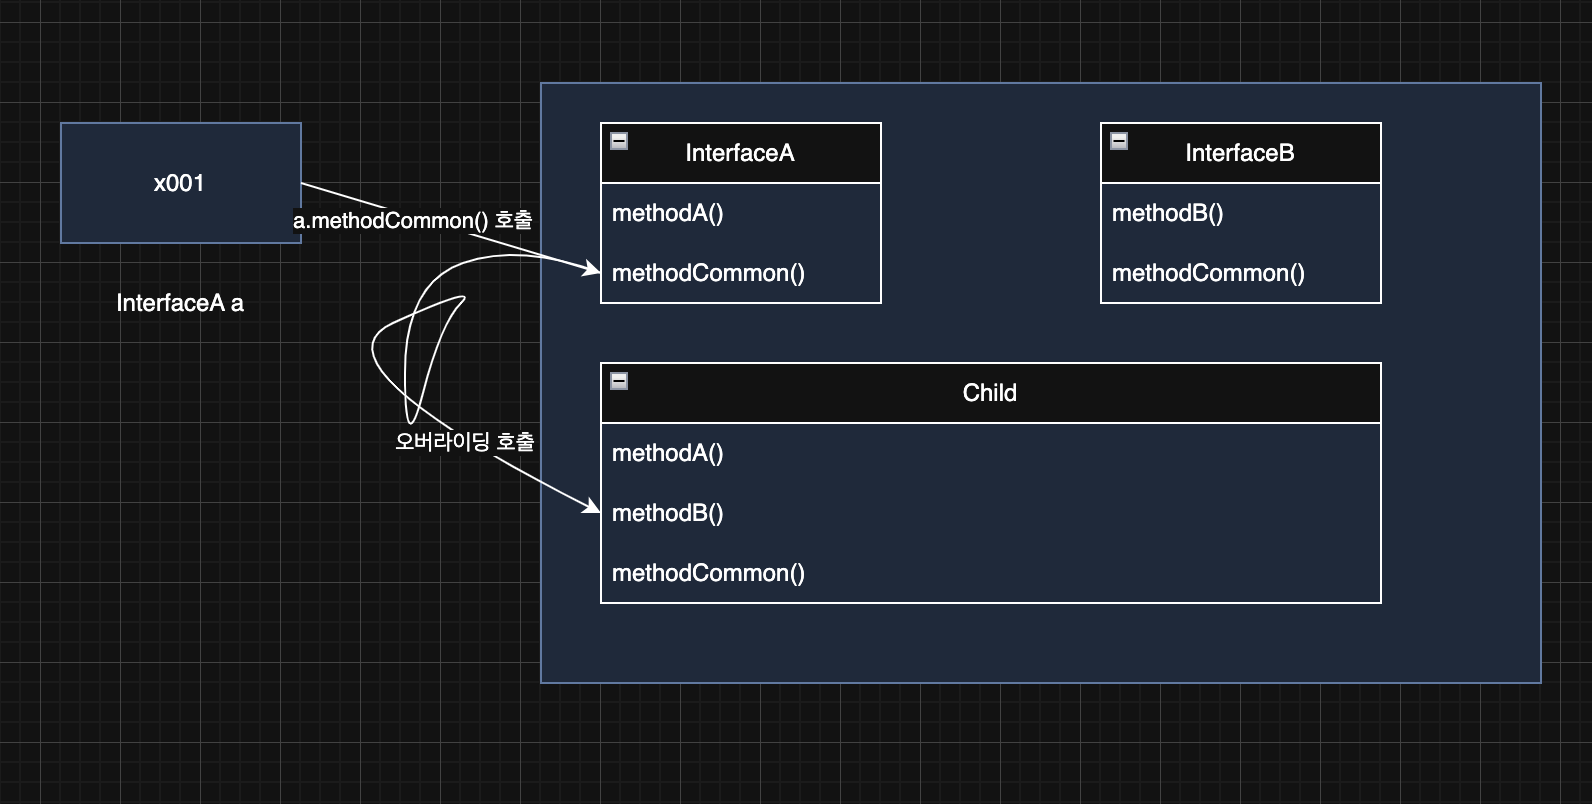 x001
InterfaceA a
a.methodCommon() 호출
오버라이딩 호출
InterfaceA
methodA()
methodCommon()
InterfaceB
methodB()
methodCommon()
Child
methodA()
methodB()
methodCommon()